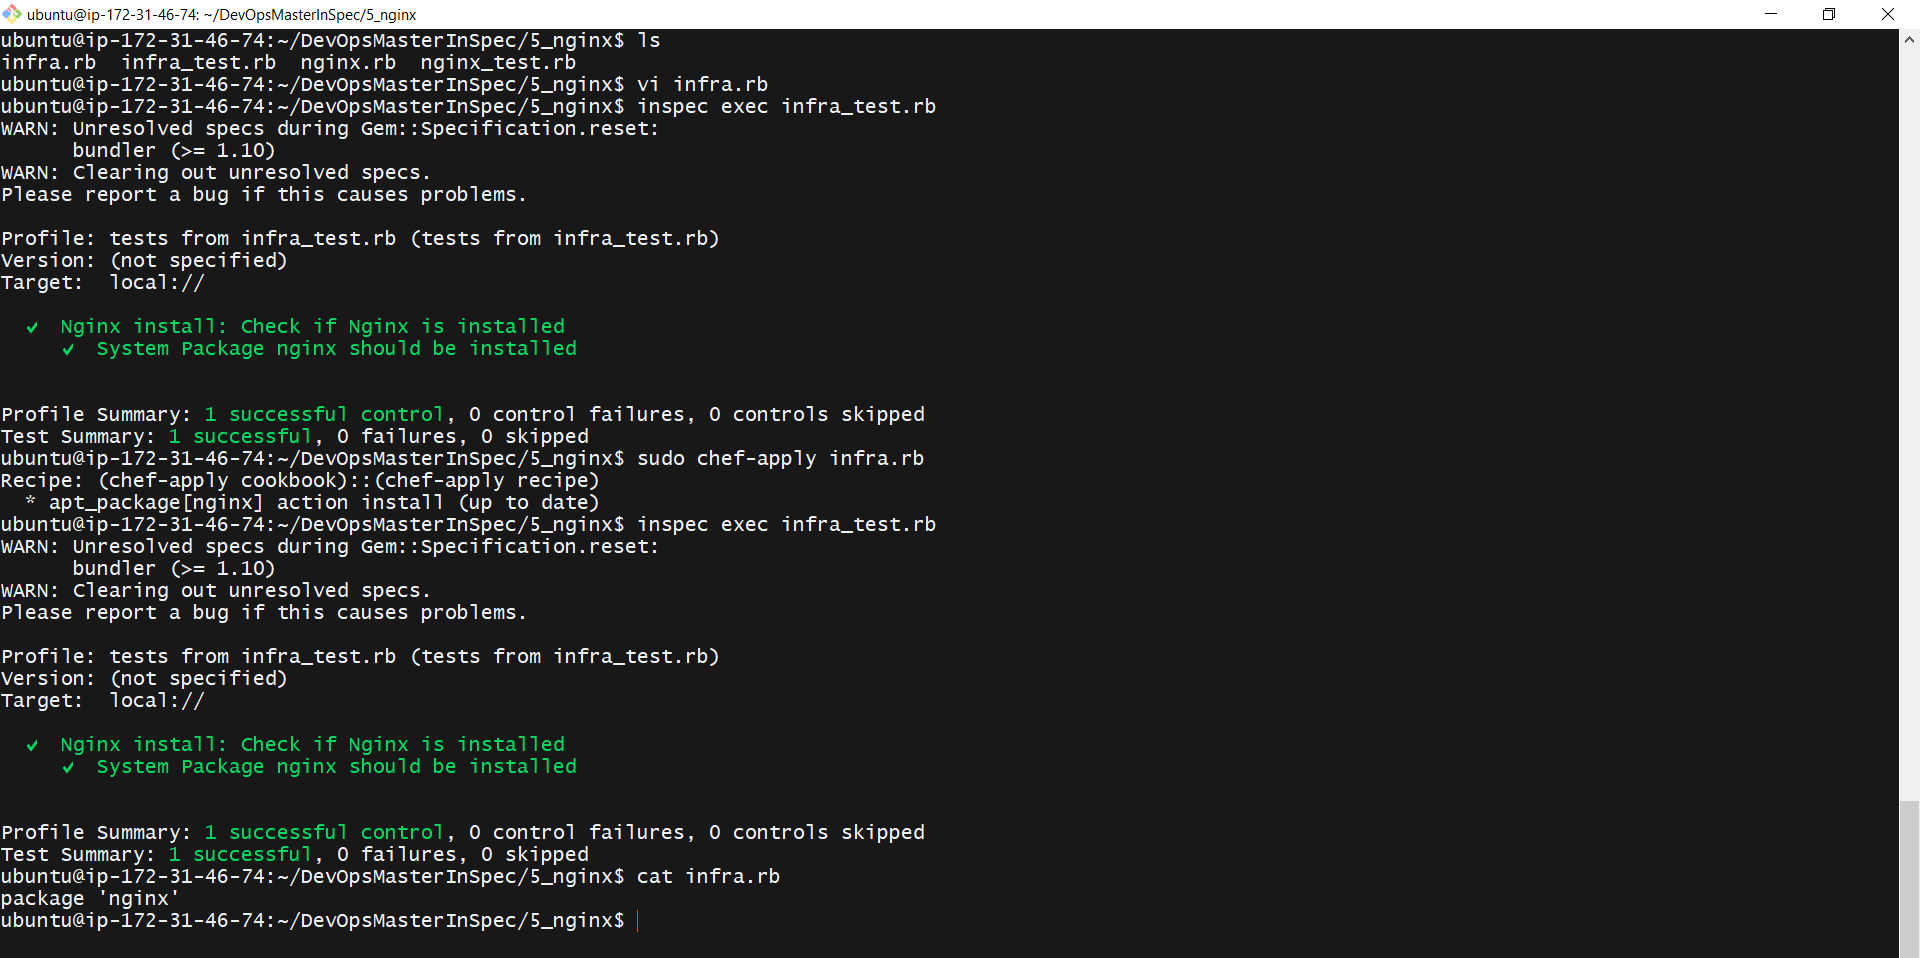 ubuntu@ip-172-31-46-74: ~/DevOpsMasterInSpec/5_nginx
ubuntu@ip-172-31-46-74:~/DevOpsMasterInSpec/5_nginx$ ls
infra.rb  infra_test.rb  nginx.rb  nginx_test.rb
ubuntu@ip-172-31-46-74:~/DevOpsMasterInSpec/5_nginx$ vi infra.rb
ubuntu@ip-172-31-46-74:~/DevOpsMasterInSpec/5_nginx$ inspec exec infra_test.rb
WARN: Unresolved specs during Gem::Specification.reset:
      bundler (>= 1.10)
WARN: Clearing out unresolved specs.
Please report a bug if this causes problems.
Profile: tests from infra_test.rb (tests from infra_test.rb)
Version: (not specified)
Target:  local://
  ✔  Nginx install: Check if Nginx is installed
     ✔  System Package nginx should be installed
Profile Summary: 1 successful control, 0 control failures, 0 controls skipped
Test Summary: 1 successful, 0 failures, 0 skipped
ubuntu@ip-172-31-46-74:~/DevOpsMasterInSpec/5_nginx$ sudo chef-apply infra.rb
Recipe: (chef-apply cookbook)::(chef-apply recipe)
  * apt_package[nginx] action install (up to date)
ubuntu@ip-172-31-46-74:~/DevOpsMasterInSpec/5_nginx$ inspec exec infra_test.rb
WARN: Unresolved specs during Gem::Specification.reset:
      bundler (>= 1.10)
WARN: Clearing out unresolved specs.
Please report a bug if this causes problems.
Profile: tests from infra_test.rb (tests from infra_test.rb)
Version: (not specified)
Target:  local://
  ✔  Nginx install: Check if Nginx is installed
     ✔  System Package nginx should be installed
Profile Summary: 1 successful control, 0 control failures, 0 controls skipped
Test Summary: 1 successful, 0 failures, 0 skipped
ubuntu@ip-172-31-46-74:~/DevOpsMasterInSpec/5_nginx$ cat infra.rb
package 'nginx'
ubuntu@ip-172-31-46-74:~/DevOpsMasterInSpec/5_nginx$